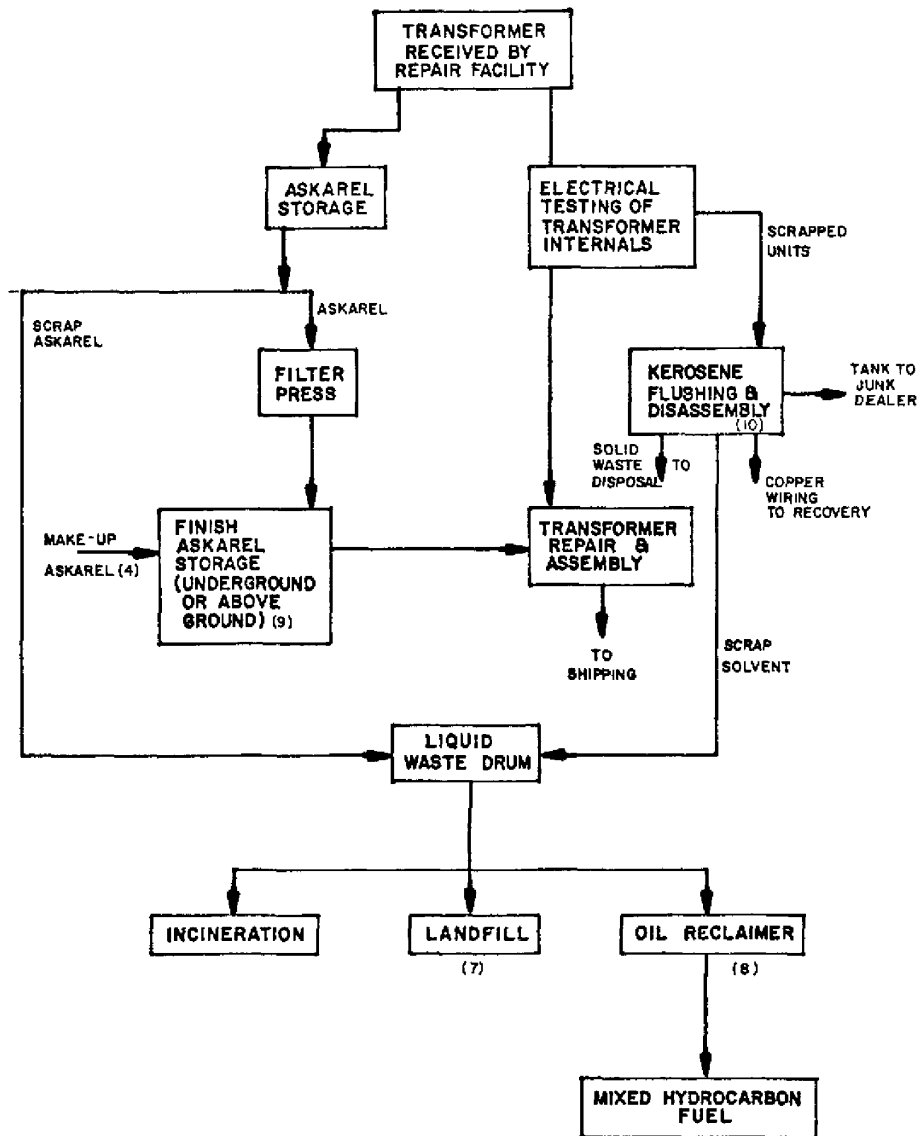 TRANSFORMER
RECEIVED BY
REPAIR FACILITY
ASKAREL
STORAGE
ELECTRICAL
TESTING OF
TRANSFORMER
INTERNALS
SCRAPPED
UNITS
SCRAP
ASKAREL
ASKAREL
FILTER
PRESS
KEROSENE
FLUSHING &
DISASSEMBLY
(10)
TANK TO
JUNK
DEALER
SOLID
WASTE TO
DISPOSAL
COPPER
WIRING
TO RECOVERY
MAKE-UP
ASKAREL (4)
FINISH
ASKAREL
STORAGE
(UNDERGROUND
OR ABOVE
GROUND) (9)
TRANSFORMER
REPAIR &
ASSEMBLY
TO
SHIPPING
SCRAP
SOLVENT
LIQUID
WASTE DRUM
INCINERATION
LANDFILL
(7)
OIL RECLAIMER
(8)
MIXED HYDROCARBON
FUEL